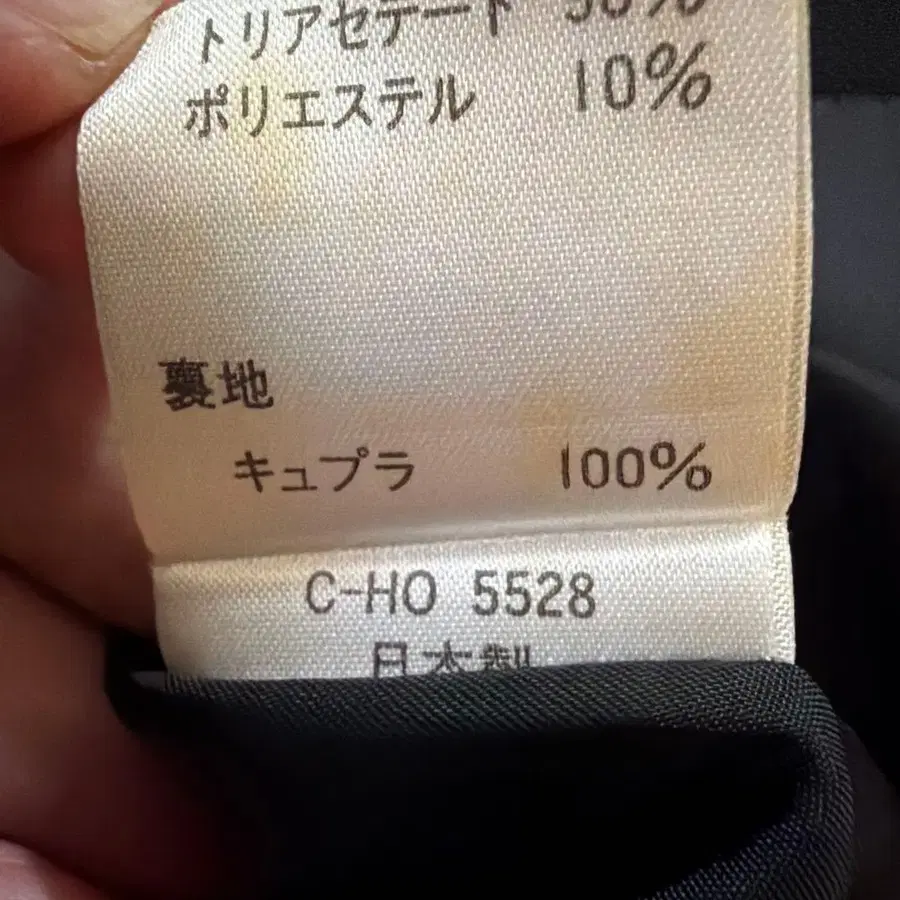 トリアセテート
ポリエステル 10%
裏地
キュプラ 100%
C-HO 5528
日本製